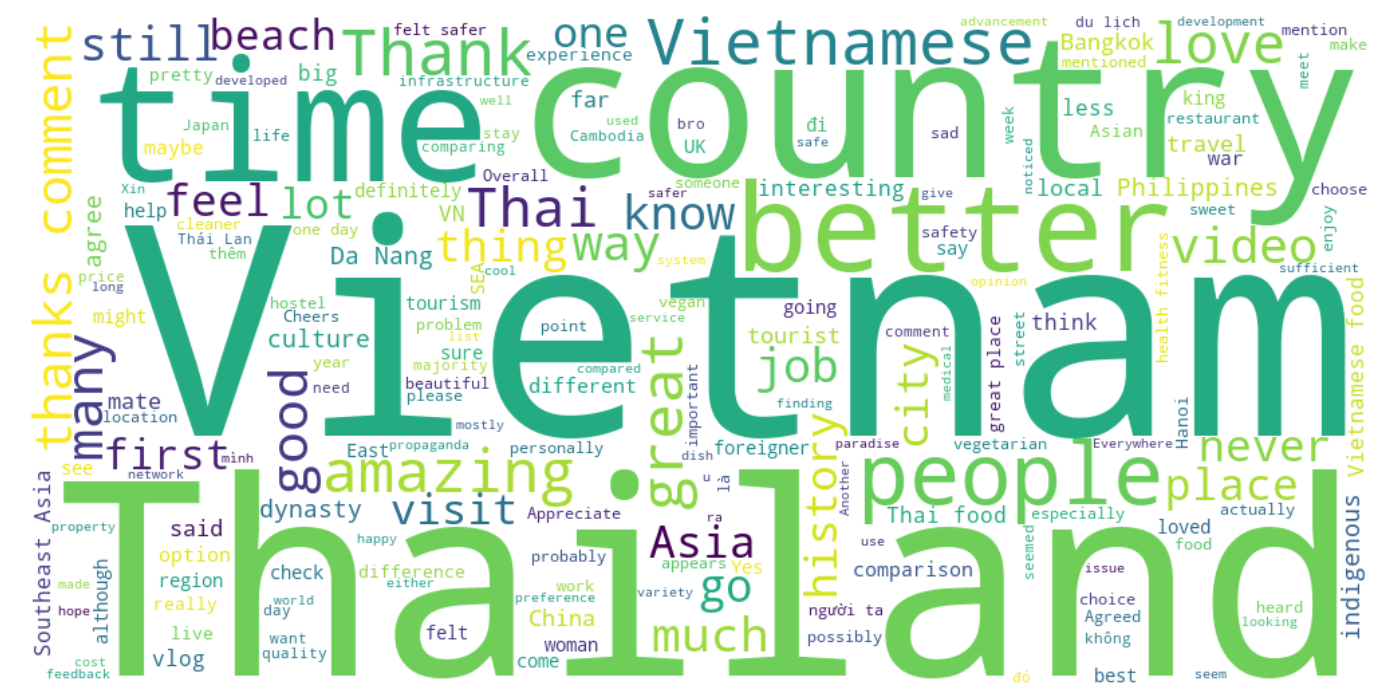 still
beach
Thank
felt safer
one
experience
Vietnamese
advancement
du lịch
development
mention
Bangkok
mentioned
love
make
meet
pretty
developed
big
infrastructure
well
time
country
far
used
bro
Cambodia
UK
đi
safe
sad
week
noticed
less
Asian
king
restaurant
travel
war
Japan
life
maybe
stay
comparing
thanks comment
agree
Xin
help
feel
lot
definitely
Overall
safer
someone
interesting
give
local
Philippines
choose
cleaner
Thái Lan
thêm
one day
VN
Thai
know
better
safety
say
sweet
enjoy
video
sufficient
Da Nang
thing
way
system
SEA
cool
opinion
price
long
might
hostel
Cheers
tourism
vegan
service
going
tourist
comment
think
street
health fitness
Vietnamese food
Vietnam
culture
problem
list
point
year
sure
majority
compared
job
city
medical
great place
many
mate
location
good
need
beautiful
please
different
great
important
finding
mostly
first
minh
see
network
East
propaganda
personally
foreigner
dish
paradise
vegetarian
Everywhere
Hanoi
never
amazing
u
là
history
Another
people
place
Southeast Asia
Thailand
property
said
dynasty
visit
Appreciate
ra
Asia
Thai food
especially
actually
loved
food
indigenous
option
check
happy
probably
appears
Yes
use
seemed
issue
region
difference
either
work
preference
variety
go
comparison
made
hope
although
really
day
world
China
người ta
choice
Agreed
heard
looking
live
want
quality
felt
woman
much
possibly
không
cost
feedback
vlog
come
đó
best
seem